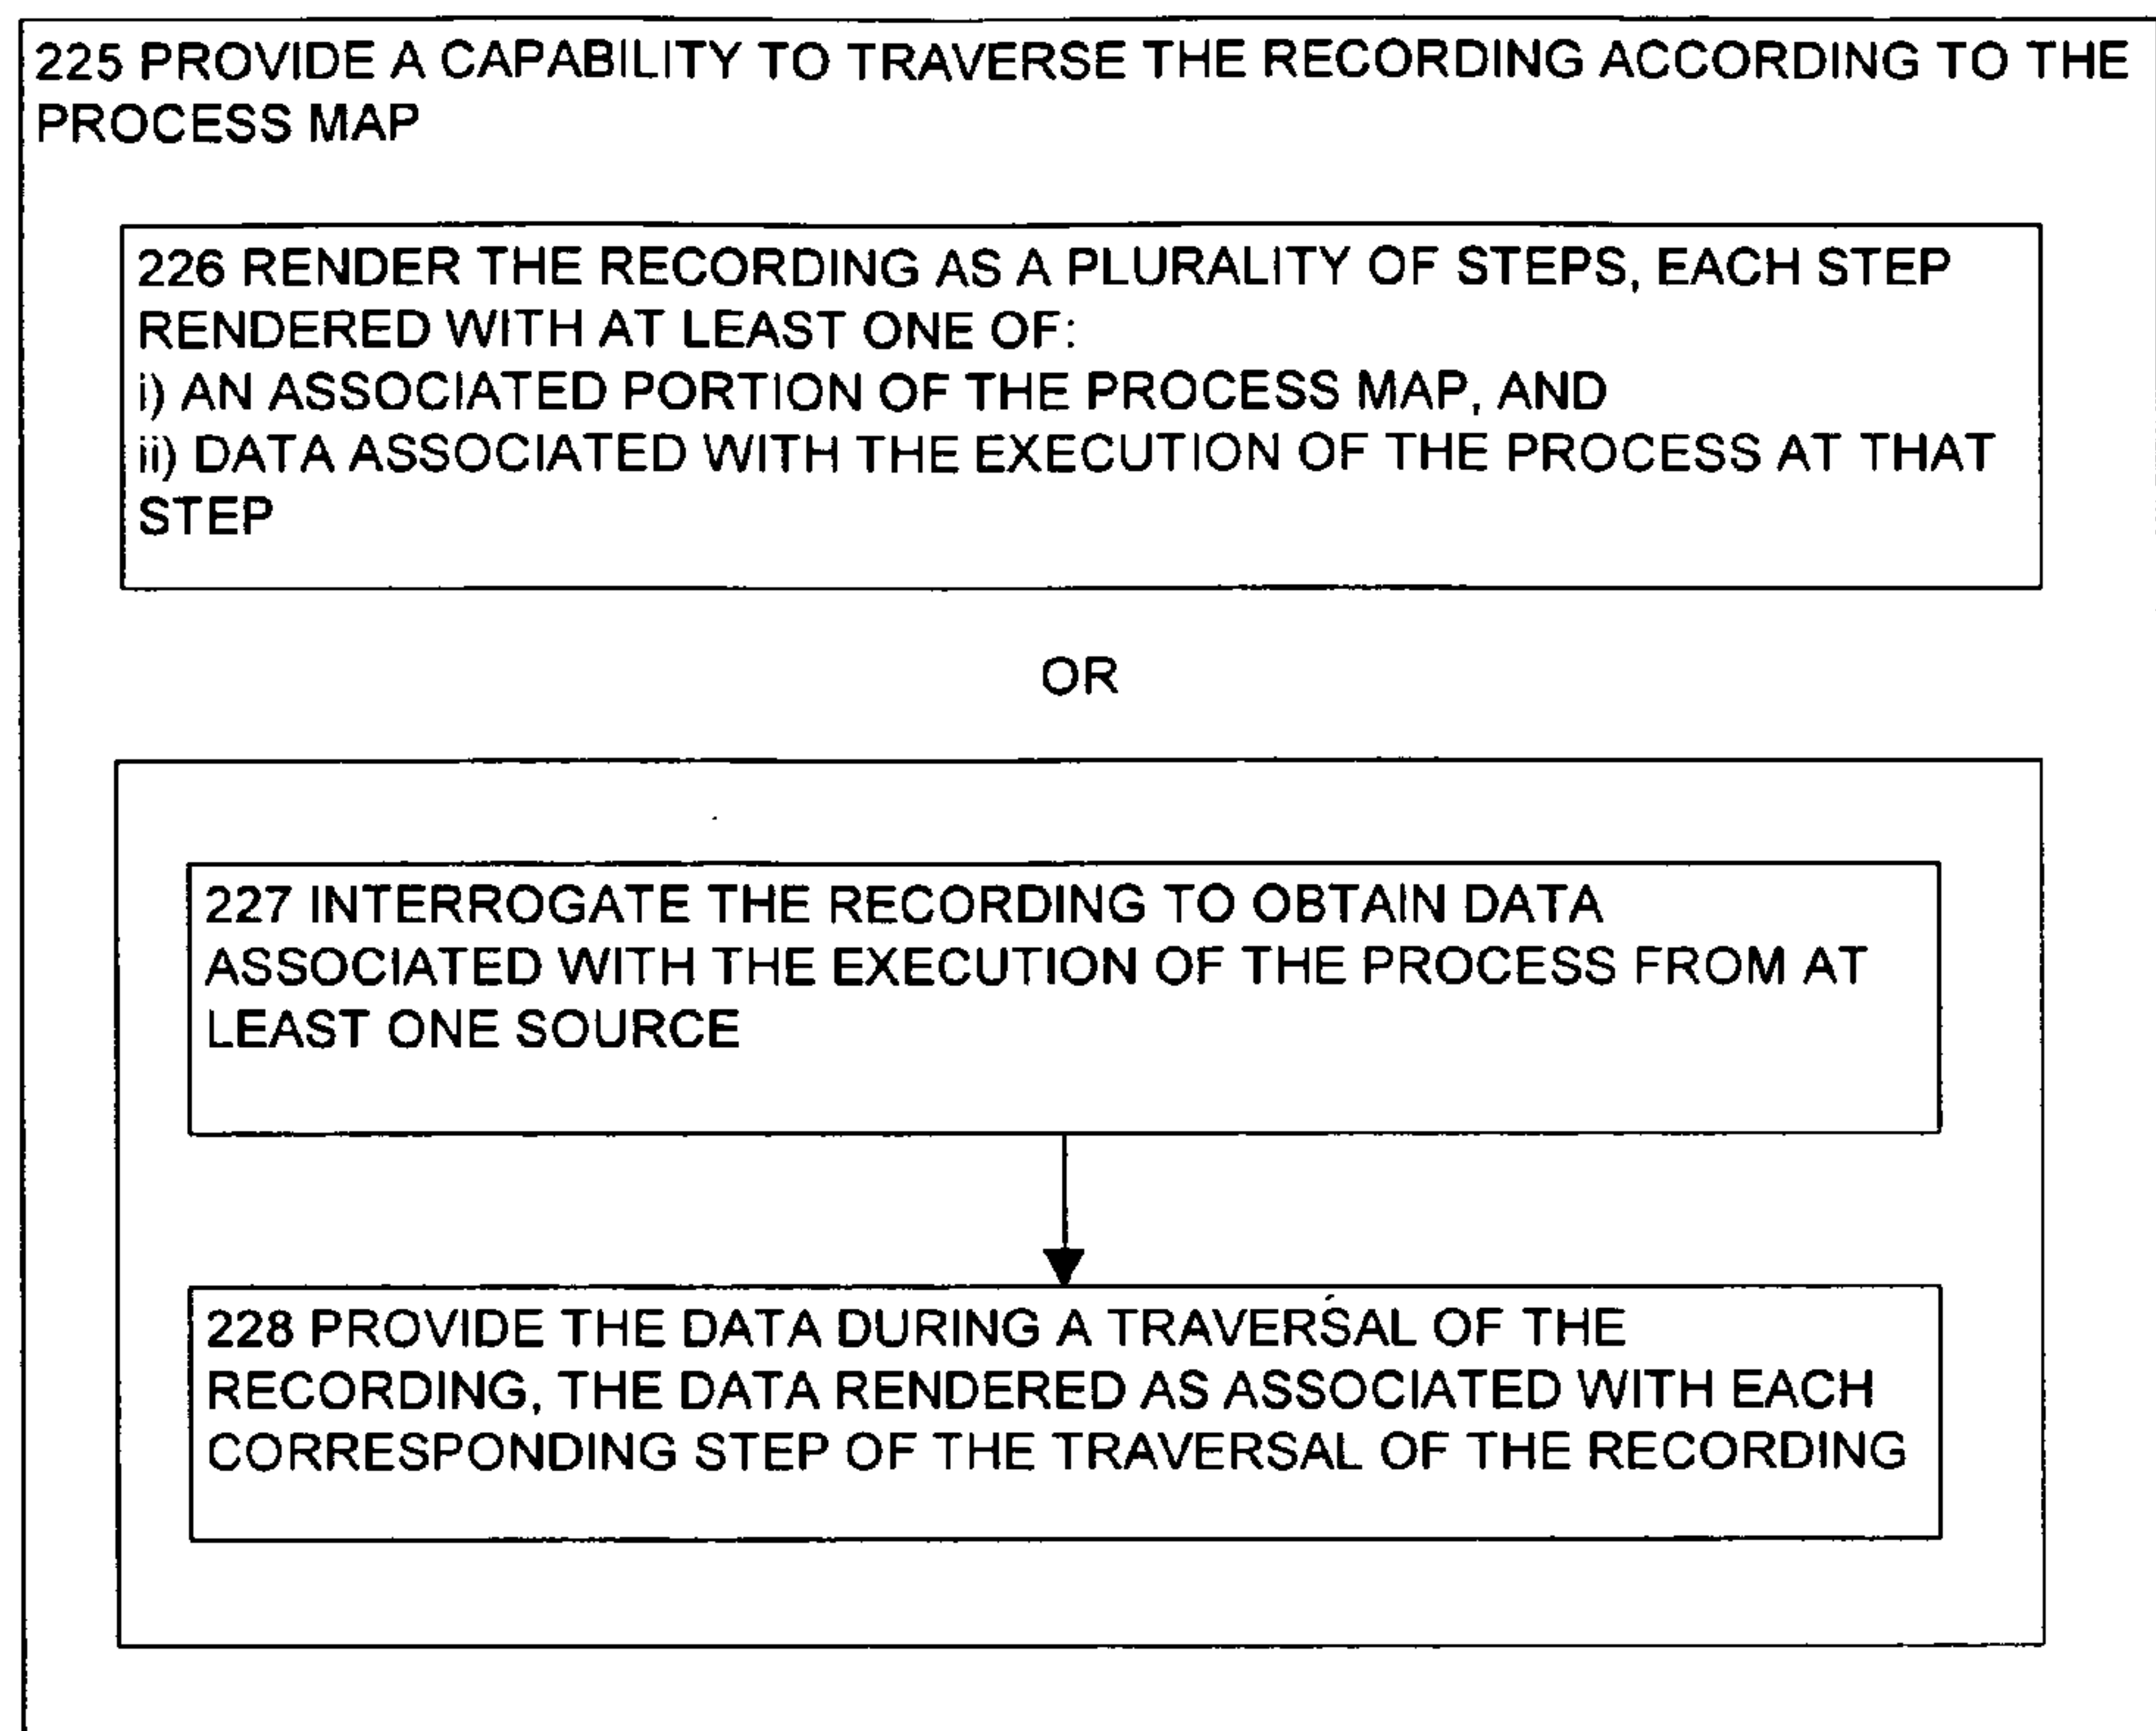 225 PROVIDE A CAPABILITY TO TRAVERSE THE RECORDING ACCORDING TO THE
PROCESS MAP
226 RENDER THE RECORDING AS A PLURALITY OF STEPS, EACH STEP
RENDERED WITH AT LEAST ONE OF:
i) AN ASSOCIATED PORTION OF THE PROCESS MAP, AND
ii) DATA ASSOCIATED WITH THE EXECUTION OF THE PROCESS AT THAT
STEP
OR
227 INTERROGATE THE RECORDING TO OBTAIN DATA
ASSOCIATED WITH THE EXECUTION OF THE PROCESS FROM AT
LEAST ONE SOURCE
228 PROVIDE THE DATA DURING A TRAVERSAL OF THE
RECORDING, THE DATA RENDERED AS ASSOCIATED WITH EACH
CORRESPONDING STEP OF THE TRAVERSAL OF THE RECORDING